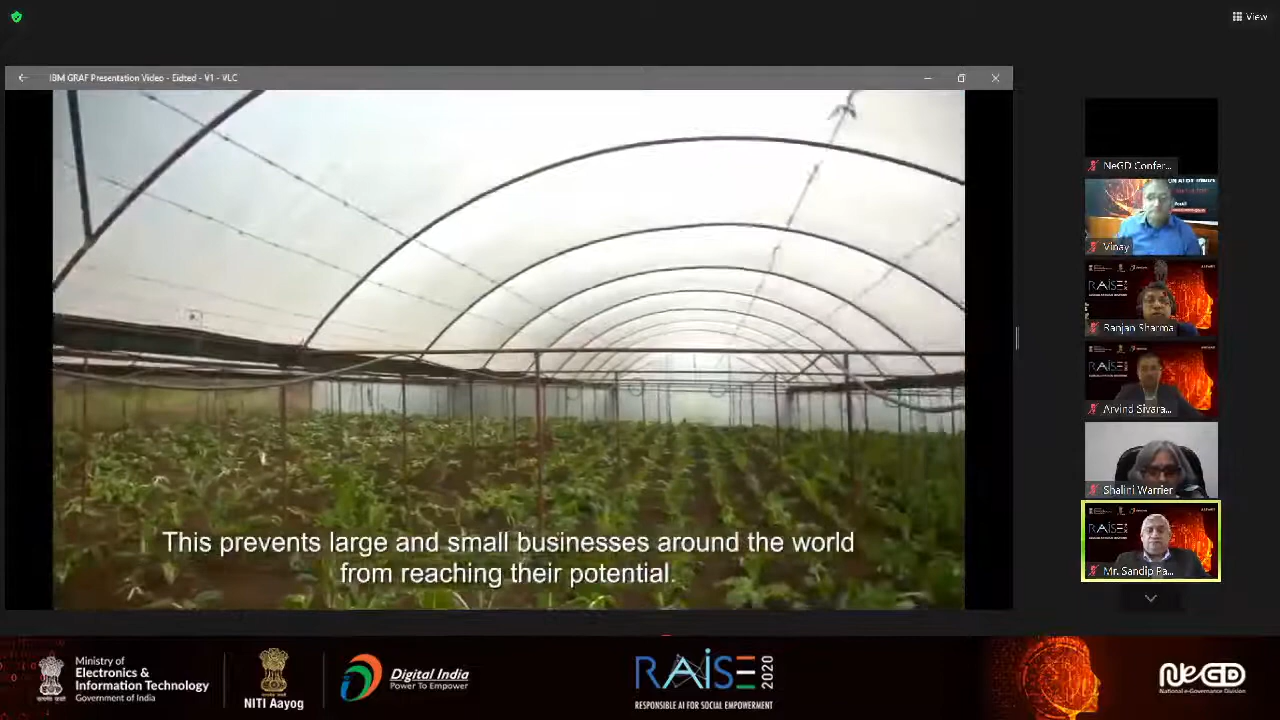 View
IBM GRAF Presentation Video - Eidted - V1 - VLC
This prevents large and small businesses around the world
from reaching their potential.
NeGD Confer...
Vinay
RAISE
Ranjan Sharma
RAISE
Arvind Sivara...
Shalini Warrier
RAISE
Mr. Sandip Pa...
Ministry of
Electronics &
Information Technology
Government of India
NITI Aayog
Digital India
Power To Empower
RAISE 2020
RESPONSIBLE AI FOR SOCIAL EMPOWERMENT
NeGD
National e-Governance Division